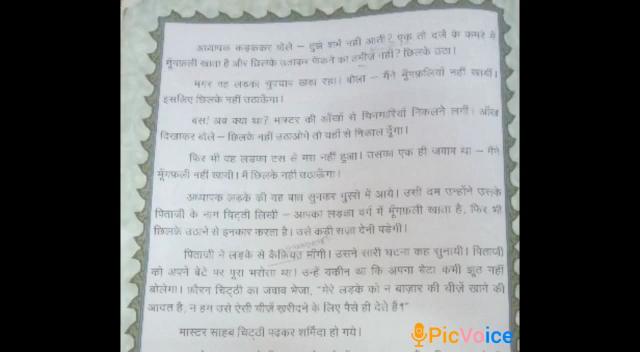 अध्यापक कड़ककर बोले – तुझे शर्म नहीं आती? एक तो दर्जे के कमरे में
मूँगफली खाता है और छिलके उठाकर फेंकने का तमीज़ नहीं? छिलके उठा।
मगर वह लड़का चुपचाप खड़ा रहा। बोला – मैंने मूँगफलियाँ नहीं खायीं।
इसलिए छिलके नहीं उठाऊँगा।
बस! अब क्या था? मास्टर की आँखों से चिनगारियाँ निकलने लगीं। आँख
दिखाकर बोले – छिलके नहीं उठाओगे तो यहाँ से निकाल दूँगा।
फिर भी वह लड़का टस से मस नहीं हुआ। उसका एक ही जवाब था – मैंने
मूँगफली नहीं खायी। मैं छिलके नहीं उठाऊँगा।
अध्यापक लड़के की यह बात सुनकर गुस्से में आये। उसी दम उन्होंने उसके
पिताजी के नाम चिट्ठी लिखी – आपका लड़का वर्ग में मूँगफली खाता है, फिर भी
छिलके उठाने से इनकार करता है। उसे कड़ी सज़ा देनी पड़ेगी।
पिताजी ने लड़के से कैफ़ियत माँगी। उसने सारी घटना कह सुनायी। पिताजी
को अपने बेटे पर पूरा भरोसा था। उन्हें यकीन था कि अपना बेटा कभी झूठ नहीं
बोलेगा। फ़ौरन चिट्ठी का जवाब भेजा, "मेरे लड़के को न बाज़ार की चीज़ें खाने की
आदत है, न हम उसे ऐसी चीज़ें ख़रीदने के लिए पैसे ही देते हैं।"
मास्टर साहब चिट्ठी पढ़कर शर्मिंदा हो गये।
PicVoice